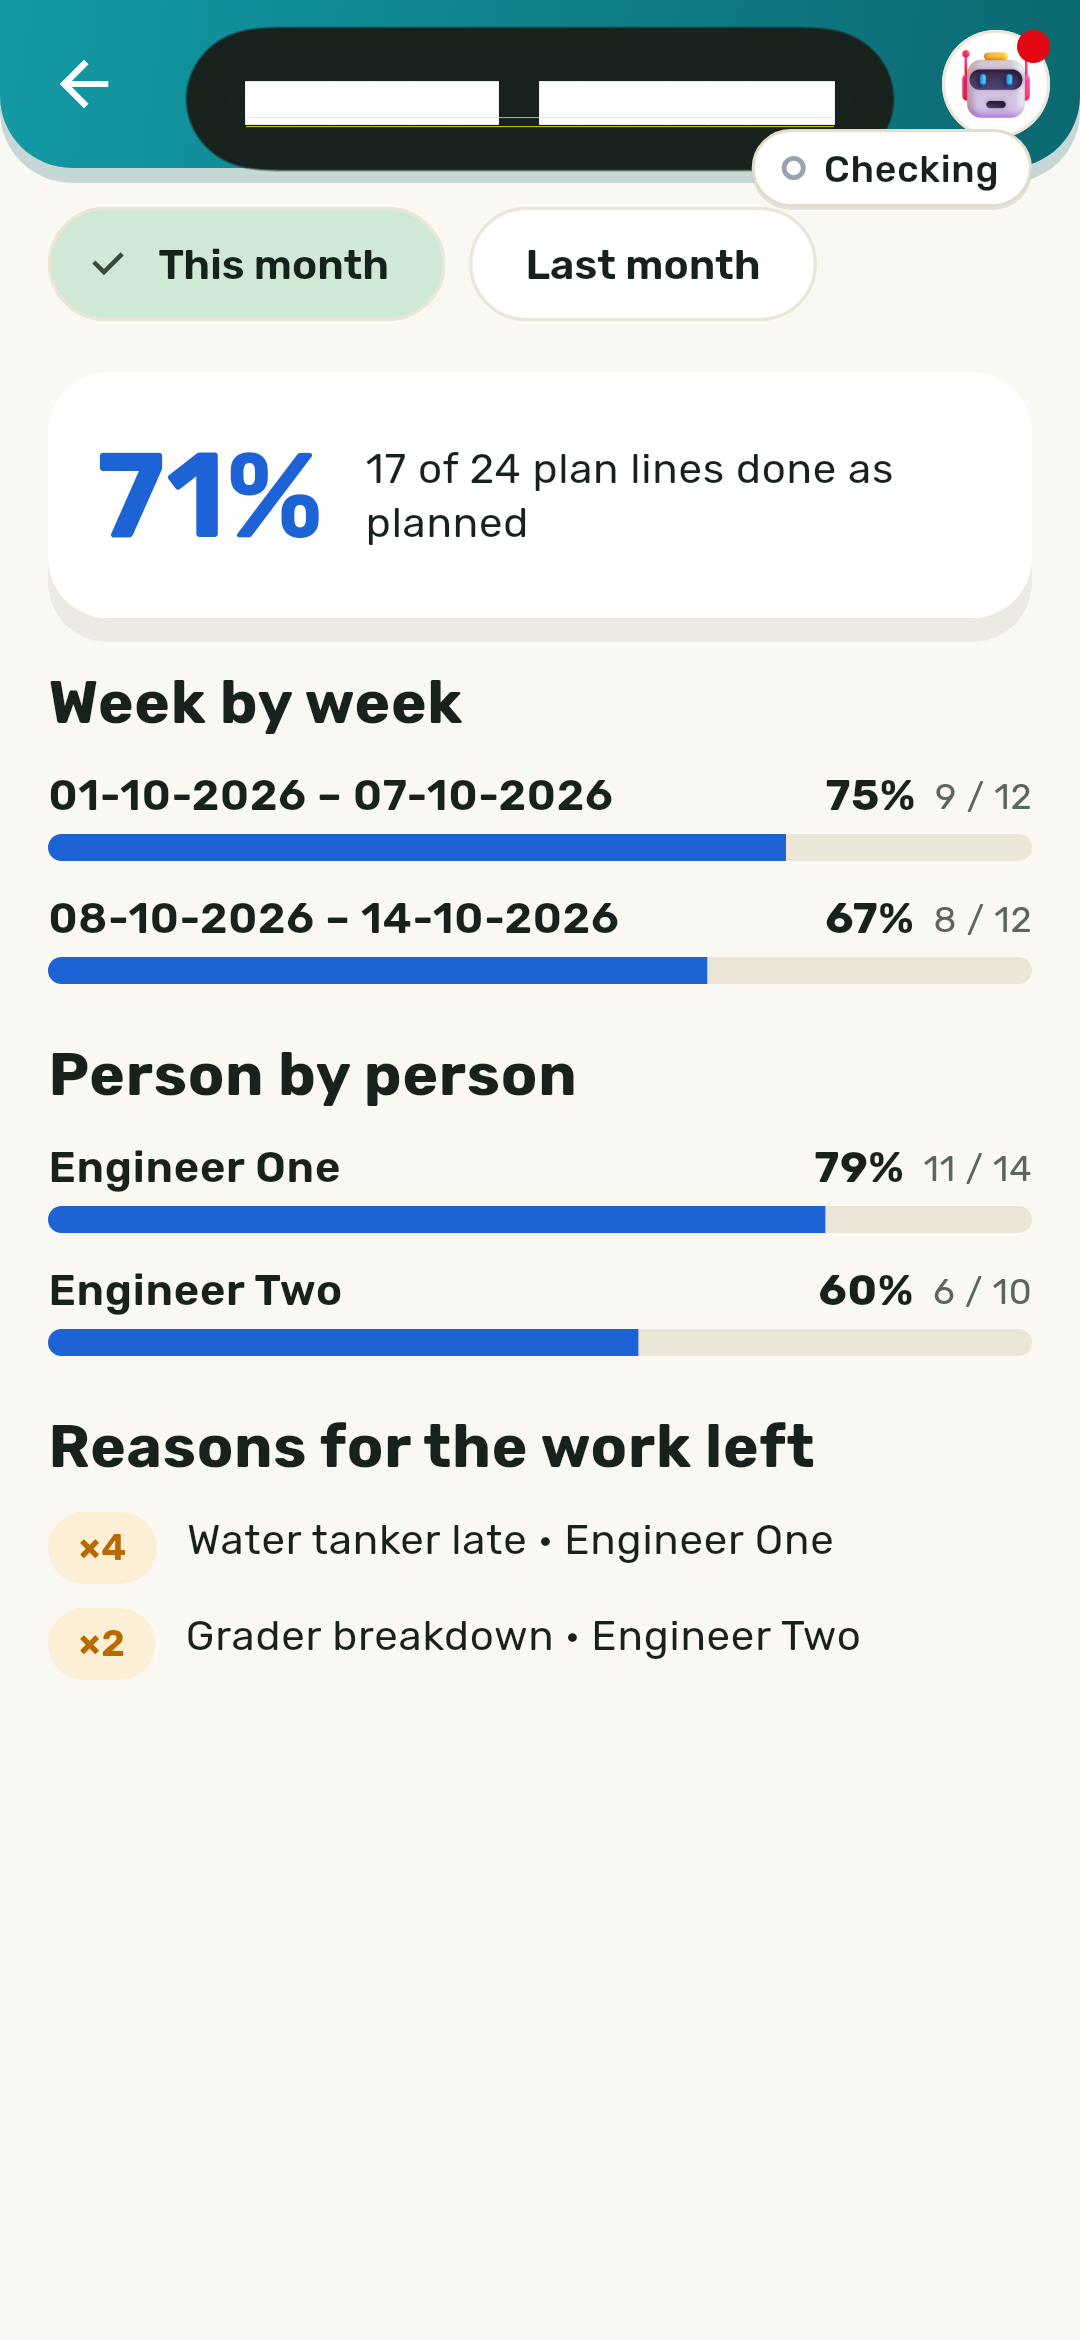 Checking
This month
Last month
71%
17 of 24 plan lines done as
planned
Week by week
01-10-2026 – 07-10-2026 75% 9 / 12
08-10-2026 – 14-10-2026 67% 8 / 12
Person by person
Engineer One 79% 11 / 14
Engineer Two 60% 6 / 10
Reasons for the work left
×4 Water tanker late • Engineer One
×2 Grader breakdown • Engineer Two